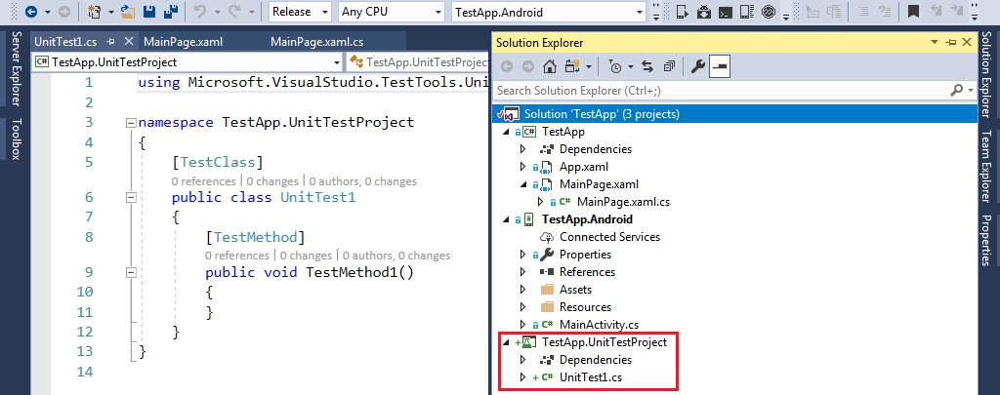 Release
Any CPU
TestApp.Android
Server Explorer
Toolbox
UnitTest1.cs
MainPage.xaml
MainPage.xaml.cs
TestApp.UnitTestProject
TestApp.UnitTestProject
1 using Microsoft.VisualStudio.TestTools.Uni
2
3 namespace TestApp.UnitTestProject
4 {
5 [TestClass]
0 references | 0 changes | 0 authors, 0 changes
6 public class UnitTest1
7 {
8 [TestMethod]
0 references | 0 changes | 0 authors, 0 changes
9 public void TestMethod1()
10 {
11 }
12 }
13 }
14
Solution Explorer
Search Solution Explorer (Ctrl+;)
Solution 'TestApp' (3 projects)
C# TestApp
Dependencies
App.xaml
MainPage.xaml
C# MainPage.xaml.cs
TestApp.Android
Connected Services
Properties
References
Assets
Resources
C# MainActivity.cs
TestApp.UnitTestProject
Dependencies
+ C# UnitTest1.cs
Solution Explorer
Team Explorer
Properties